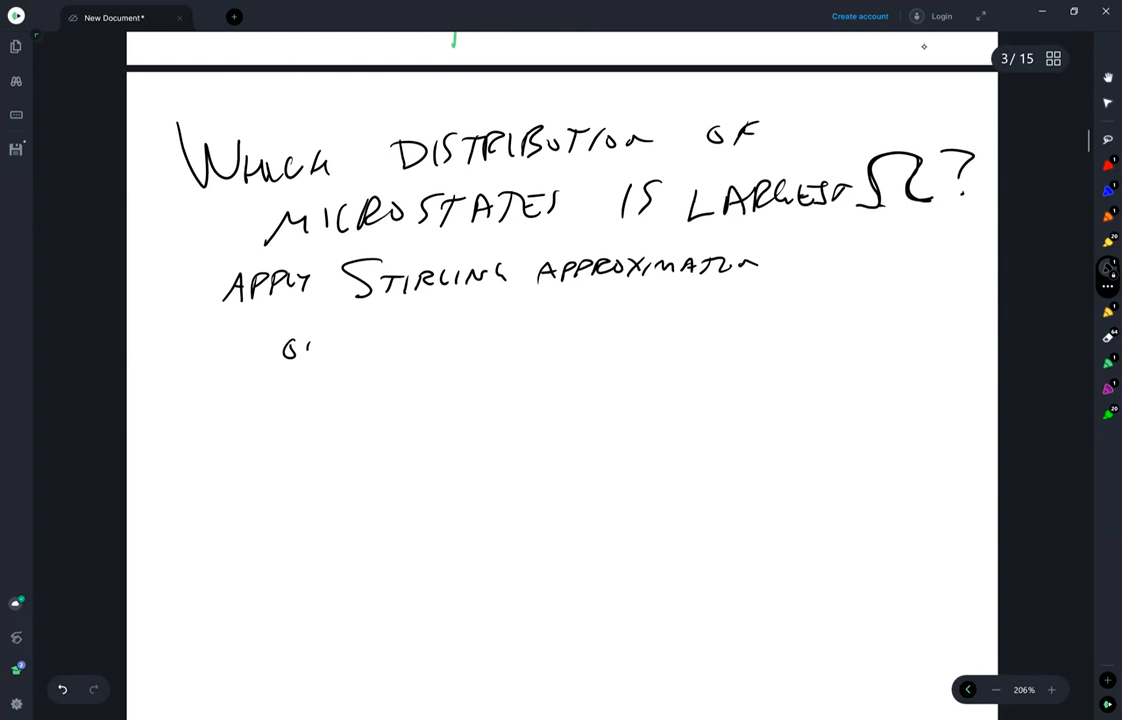 New Document*
Create account
Login
3 / 15
WHICH DISTRIBUTION OF
MICROSTATES IS LARGEST Ω?
APPLY STIRLING APPROXIMATION
206%